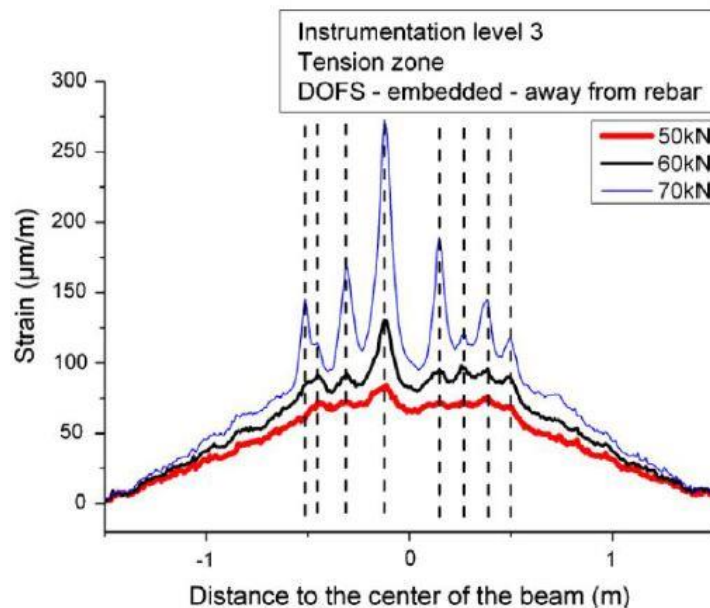 Instrumentation level 3
Tension zone
DOFS - embedded - away from rebar
50kN
60kN
70kN
300
250
200
150
100
50
0
Strain (μm/m)
-1
0
1
Distance to the center of the beam (m)